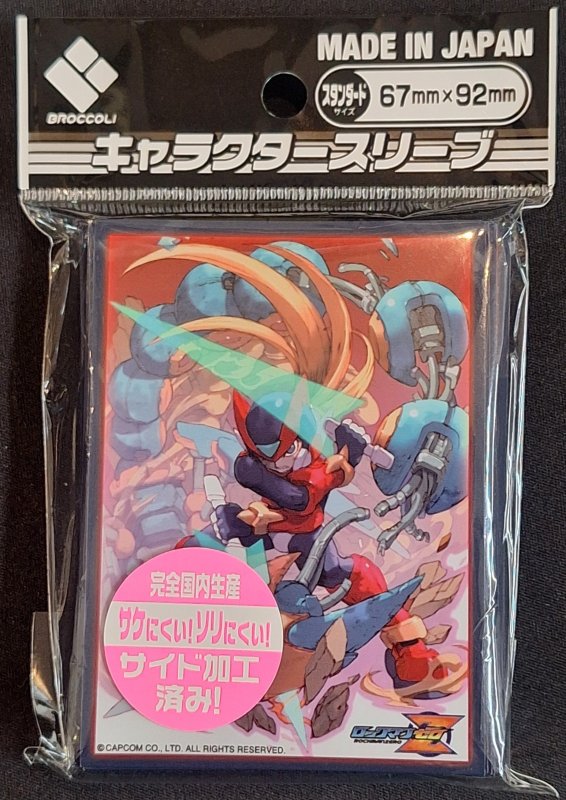 BROCCOLI
MADE IN JAPAN
スタンダード
サイズ
67mm×92mm
キャラクタースリーブ
完全国内生産
サケにくい!ソリにくい!
サイド加工
済み!
ロックマンゼロ
ROCKMAN ZERO
©CAPCOM CO., LTD. ALL RIGHTS RESERVED.